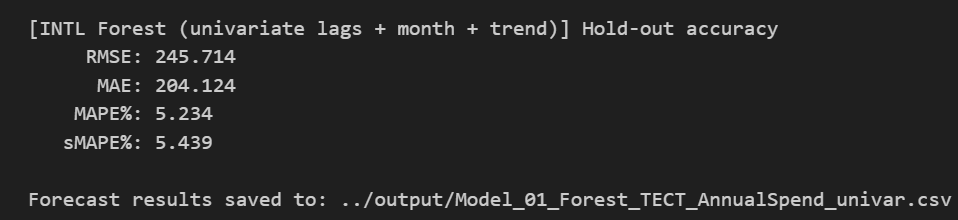 [INTL Forest (univariate lags + month + trend)] Hold-out accuracy
RMSE: 245.714
MAE: 204.124
MAPE%: 5.234
sMAPE%: 5.439
Forecast results saved to: ../output/Model_01_Forest_TECT_AnnualSpend_univar.csv